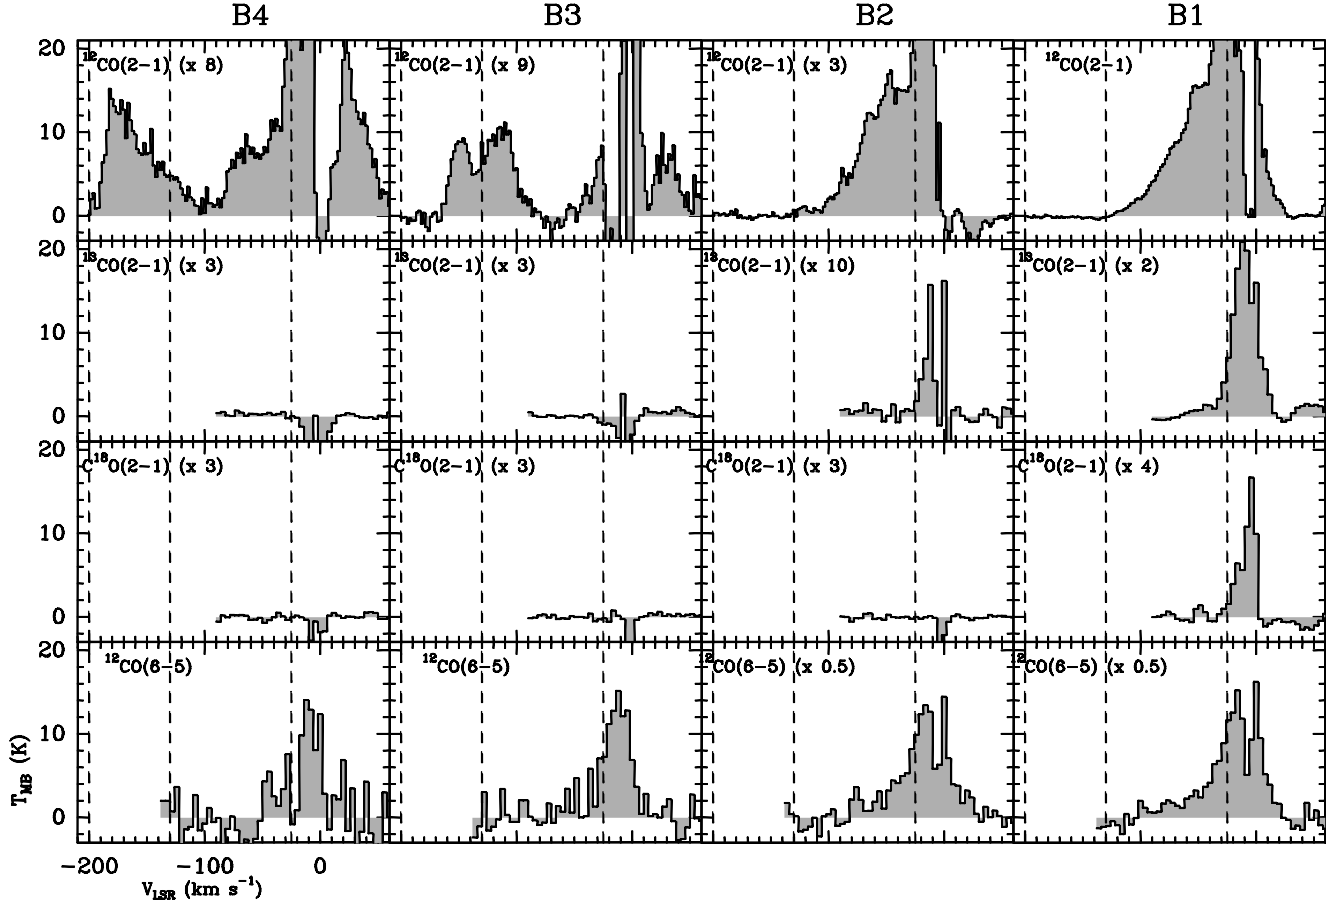 B4 B3 B2 B1
20 ¹²CO(2−1) (x 8) ¹²CO(2−1) (x 9) ¹²CO(2−1) (x 3) ¹²CO(2−1)
10
0
20 ¹³CO(2−1) (x 3) ¹³CO(2−1) (x 3) ¹³CO(2−1) (x 10) ¹³CO(2−1) (x 2)
10
0
20 C¹⁸O(2−1) (x 3) C¹⁸O(2−1) (x 3) C¹⁸O(2−1) (x 3) C¹⁸O(2−1) (x 4)
10
0
20 ¹²CO(6−5) ¹²CO(6−5) ¹²CO(6−5) (x 0.5) ¹²CO(6−5) (x 0.5)
10
0
T_MB (K)
−200 −100 0
V_LSR (km s⁻¹)